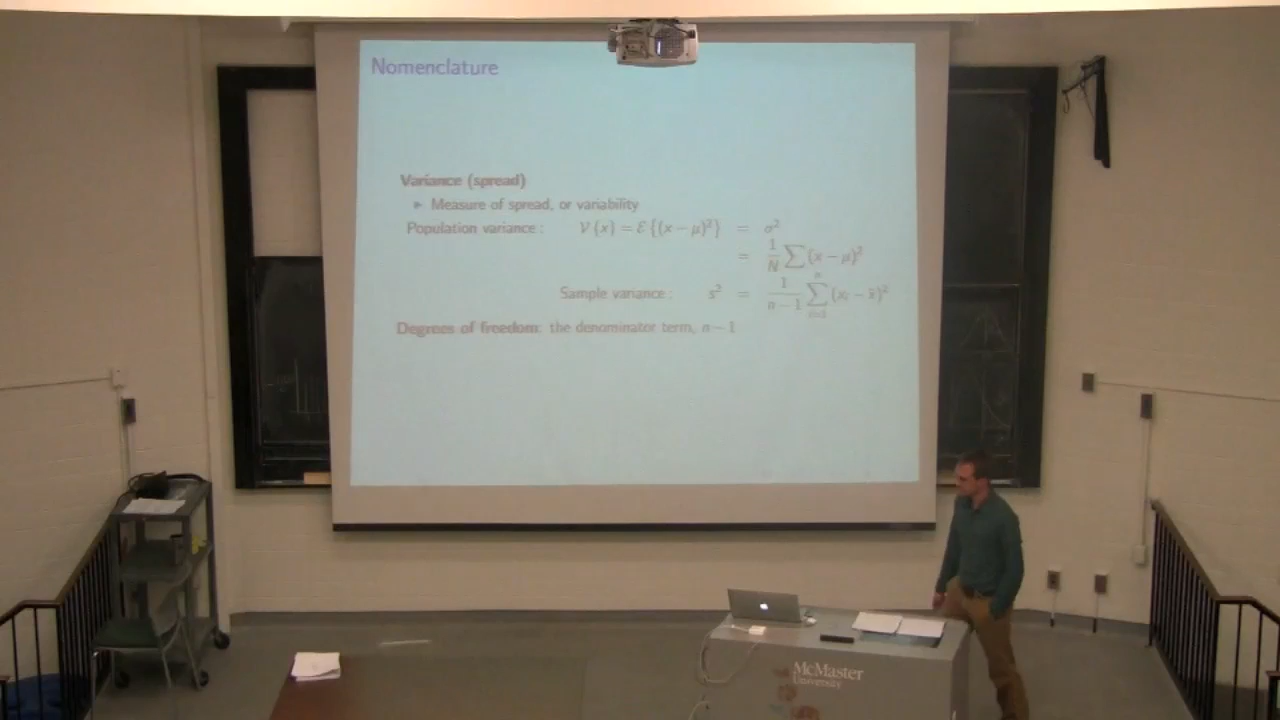 Nomenclature
Variance (spread)
▶ Measure of spread, or variability
Population variance : 𝒱 {x} = ℰ {(x − μ)²} = σ²
= 1/N ∑ (x − μ)²
Sample variance : s² = 1/(n − 1) ∑_{i=1}^{n} (xᵢ − x̄)²
Degrees of freedom: the denominator term, n − 1
McMaster
University